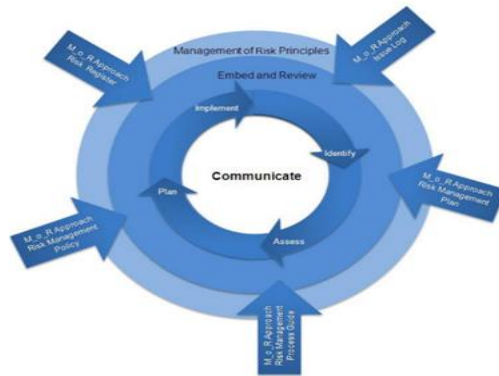 Management of Risk Principles
Embed and Review
M_o_R Approach
Risk Register
M_o_R Approach
Issue Log
Implement
Identify
Communicate
Plan
Assess
M_o_R Approach
Risk Management
Plan
M_o_R Approach
Risk Management
Policy
M_o_R Approach
Risk Management
Process Guide